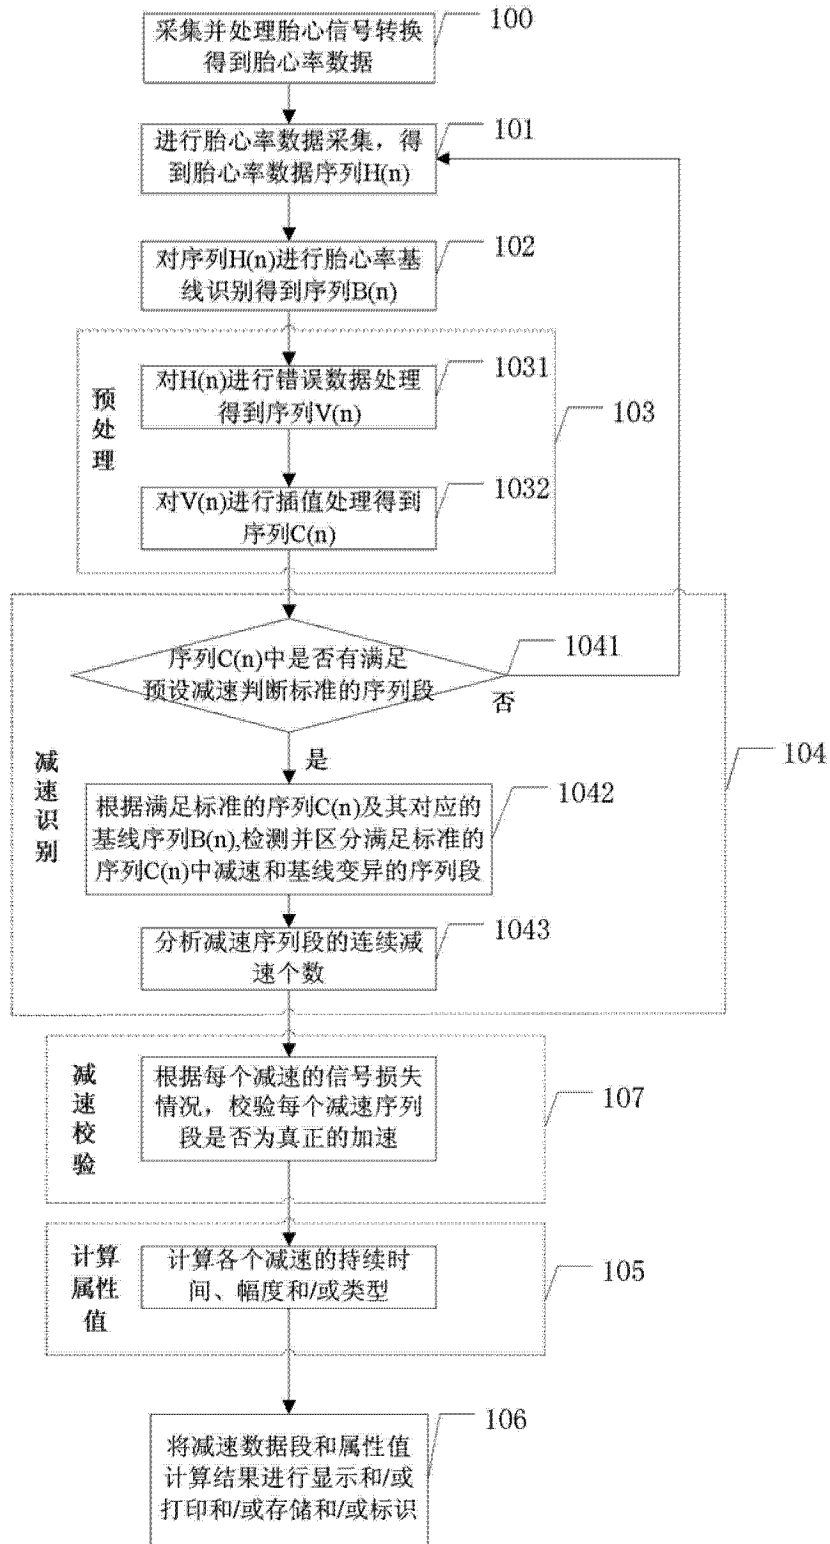 采集并处理胎心信号转换
得到胎心率数据
100
进行胎心率数据采集，得
到胎心率数据序列H(n)
101
对序列H(n)进行胎心率基
线识别得到序列B(n)
102
预
处
理
对H(n)进行错误数据处理
得到序列V(n)
1031
103
对V(n)进行插值处理得到
序列C(n)
1032
序列C(n)中是否有满足
预设减速判断标准的序列段
1041
否
是
减
速
识
别
104
根据满足标准的序列C(n)及其对应的
基线序列B(n),检测并区分满足标准的
序列C(n)中减速和基线变异的序列段
1042
分析减速序列段的连续减
速个数
1043
减
速
校
验
根据每个减速的信号损失
情况，校验每个减速序列
段是否为真正的加速
107
计算
属性
值
计算各个减速的持续时
间、幅度和/或类型
105
将减速数据段和属性值
计算结果进行显示和/或
打印和/或存储和/或标识
106